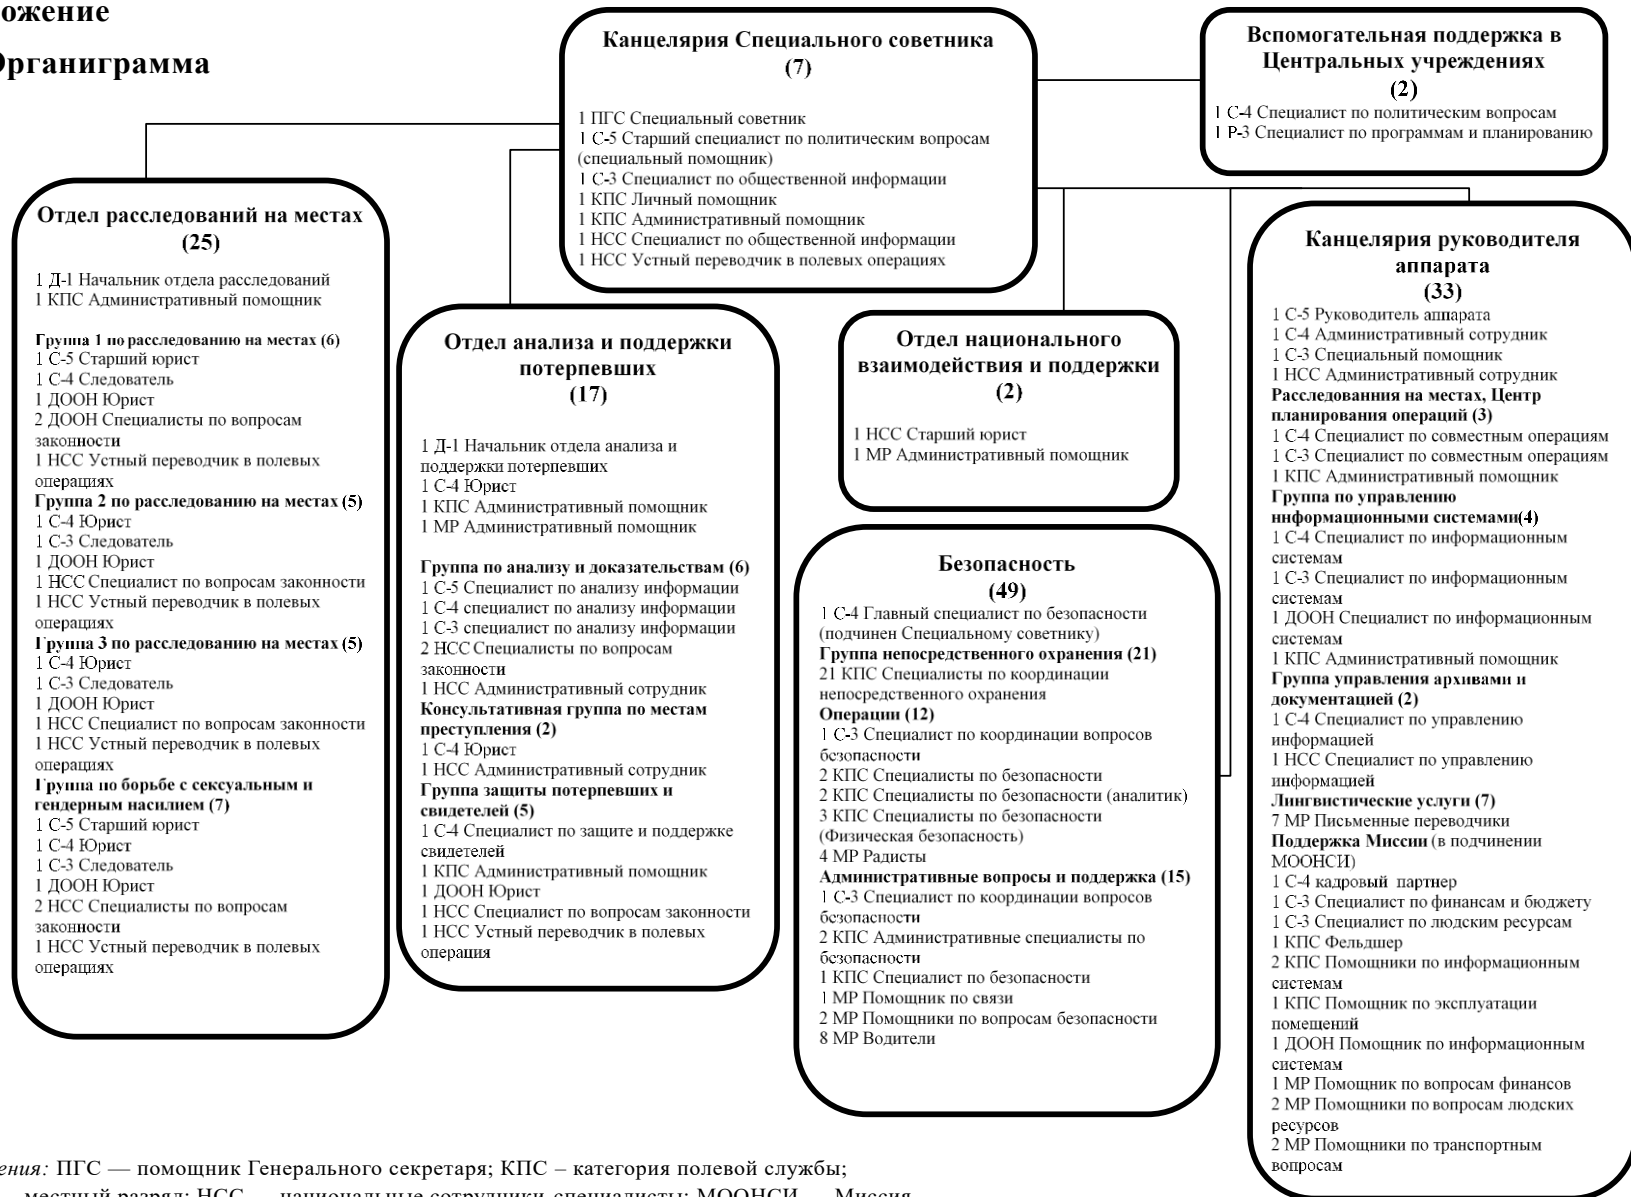 ожение
Органиграмма
Канцелярия Специального советника
(7)
1 ПГС Специальный советник
1 С-5 Старший специалист по политическим вопросам
(специальный помощник)
1 С-3 Специалист по общественной информации
1 КПС Личный помощник
1 КПС Административный помощник
1 НСС Специалист по общественной информации
1 НСС Устный переводчик в полевых операциях
Вспомогательная поддержка в
Центральных учреждениях
(2)
1 С-4 Специалист по политическим вопросам
1 Р-3 Специалист по программам и планированию
Отдел расследований на местах
(25)
1 Д-1 Начальник отдела расследований
1 КПС Административный помощник
Группа 1 по расследованию на местах (6)
1 С-5 Старший юрист
1 С-4 Следователь
1 ДООН Юрист
2 ДООН Специалисты по вопросам
законности
1 НСС Устный переводчик в полевых
операциях
Группа 2 по расследованию на местах (5)
1 С-4 Юрист
1 С-3 Следователь
1 ДООН Юрист
1 НСС Специалист по вопросам законности
1 НСС Устный переводчик в полевых
операциях
Группа 3 по расследованию на местах (5)
1 С-4 Юрист
1 С-3 Следователь
1 ДООН Юрист
1 НСС Специалист по вопросам законности
1 НСС Устный переводчик в полевых
операциях
Группа по борьбе с сексуальным и
гендерным насилием (7)
1 С-5 Старший юрист
1 С-4 Юрист
1 С-3 Следователь
1 ДООН Юрист
2 НСС Специалисты по вопросам
законности
1 НСС Устный переводчик в полевых
операциях
Отдел анализа и поддержки
потерпевших
(17)
1 Д-1 Начальник отдела анализа и
поддержки потерпевших
1 С-4 Юрист
1 КПС Административный помощник
1 МР Административный помощник
Группа по анализу и доказательствам (6)
1 С-5 Специалист по анализу информации
1 С-4 специалист по анализу информации
1 С-3 специалист по анализу информации
2 НСС Специалисты по вопросам
законности
1 НСС Административный сотрудник
Консультативная группа по местам
преступления (2)
1 С-4 Юрист
1 НСС Административный сотрудник
Группа защиты потерпевших и
свидетелей (5)
1 С-4 Специалист по защите и поддержке
свидетелей
1 КПС Административный помощник
1 ДООН Юрист
1 НСС Специалист по вопросам законности
1 НСС Устный переводчик в полевых
операция
Отдел национального
взаимодействия и поддержки
(2)
1 НСС Старший юрист
1 МР Административный помощник
Безопасность
(49)
1 С-4 Главный специалист по безопасности
(подчинен Специальному советнику)
Группа непосредственного охранения (21)
21 КПС Специалисты по координации
непосредственного охранения
Операции (12)
1 С-3 Специалист по координации вопросов
безопасности
2 КПС Специалисты по безопасности
2 КПС Специалисты по безопасности (аналитик)
3 КПС Специалисты по безопасности
(Физическая безопасность)
4 МР Радисты
Административные вопросы и поддержка (15)
1 С-3 Специалист по координации вопросов
безопасности
2 КПС Административные специалисты по
безопасности
1 КПС Специалист по безопасности
1 МР Помощник по связи
2 МР Помощники по вопросам безопасности
8 МР Водители
Канцелярия руководителя
аппарата
(33)
1 С-5 Руководитель аппарата
1 С-4 Административный сотрудник
1 С-3 Специальный помощник
1 НСС Административный сотрудник
Расследованния на местах, Центр
планирования операций (3)
1 С-4 Специалист по совместным операциям
1 С-3 Специалист по совместным операциям
1 КПС Административный помощник
Группа по управлению
информационными системами(4)
1 С-4 Специалист по информационным
системам
1 С-3 Специалист по информационным
системам
1 ДООН Специалист по информационным
системам
1 КПС Административный помощник
Группа управления архивами и
документацией (2)
1 С-4 Специалист по управлению
информацией
1 НСС Специалист по управлению
информацией
Лингвистические услуги (7)
7 МР Письменные переводчики
Поддержка Миссии (в подчинении
МООНСИ)
1 С-4 кадровый партнер
1 С-3 Специалист по финансам и бюджету
1 С-3 Специалист по людским ресурсам
1 КПС Фельдшер
2 КПС Помощники по информационным
системам
1 КПС Помощник по эксплуатации
помещений
1 ДООН Помощник по информационным
системам
1 МР Помощник по вопросам финансов
2 МР Помощники по вопросам людских
ресурсов
2 МР Помощники по транспортным
вопросам
ения: ПГС — помощник Генерального секретаря; КПС – категория полевой службы;
местный разряд; НСС — национальные сотрудники-специалисты; МООНСИ — Миссия